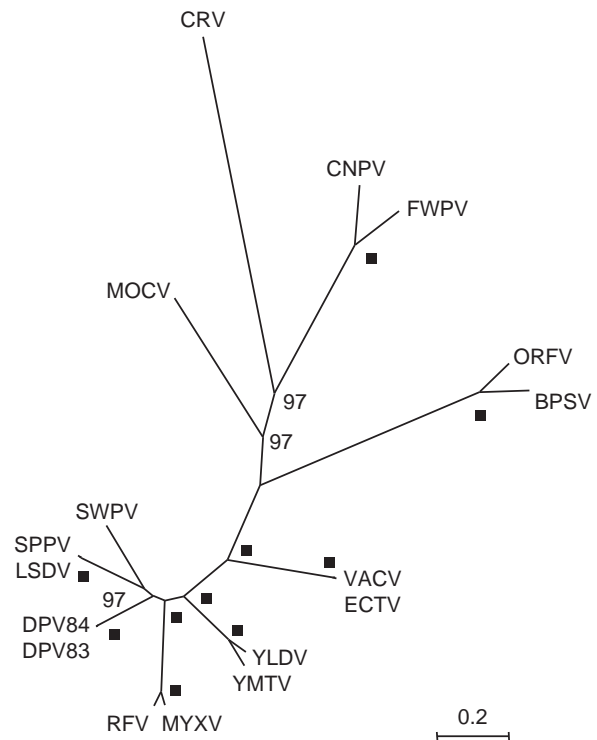 CRV
CNPV
FWPV
MOCV
ORFV
BPSV
97
97
SWPV
SPPV
LSDV
97
DPV84
DPV83
VACV
ECTV
YLDV
YMTV
RFV MYXV
0.2